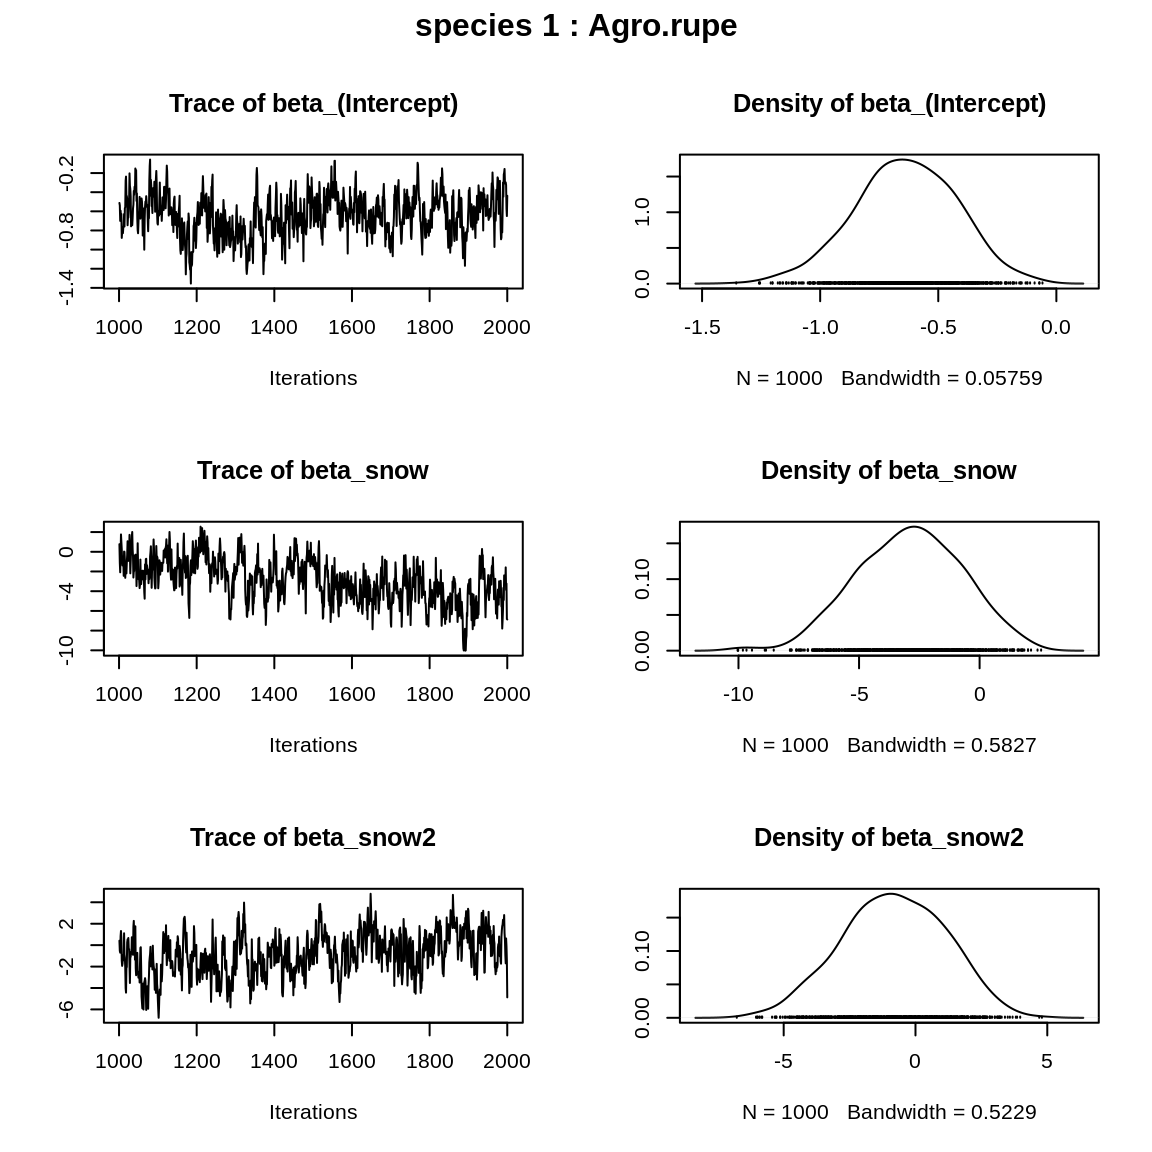 species 1 : Agro.rupe
Trace of beta_(Intercept)
-0.2
-0.8
-1.4
1000 1200 1400 1600 1800 2000
Iterations
Density of beta_(Intercept)
1.0
0.0
-1.5 -1.0 -0.5 0.0
N = 1000 Bandwidth = 0.05759
Trace of beta_snow
0
-4
-10
1000 1200 1400 1600 1800 2000
Iterations
Density of beta_snow
0.10
0.00
-10 -5 0
N = 1000 Bandwidth = 0.5827
Trace of beta_snow2
2
-2
-6
1000 1200 1400 1600 1800 2000
Iterations
Density of beta_snow2
0.10
0.00
-5 0 5
N = 1000 Bandwidth = 0.5229